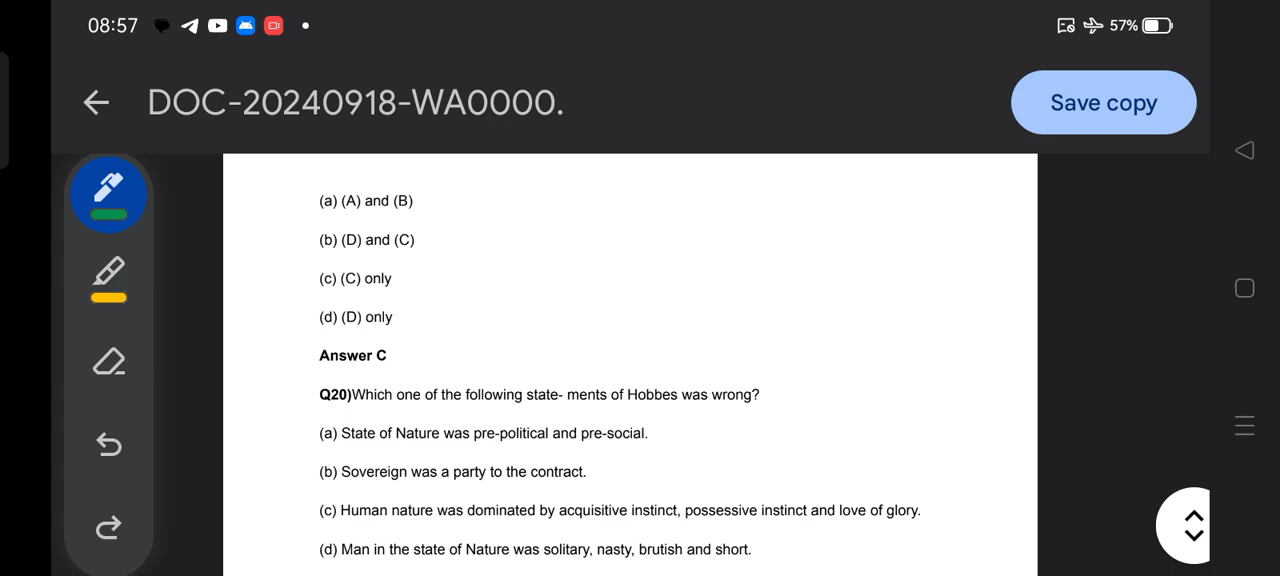 08:57
57%
DOC-20240918-WA0000.
Save copy
(a) (A) and (B)
(b) (D) and (C)
(c) (C) only
(d) (D) only
Answer C
Q20)Which one of the following state- ments of Hobbes was wrong?
(a) State of Nature was pre-political and pre-social.
(b) Sovereign was a party to the contract.
(c) Human nature was dominated by acquisitive instinct, possessive instinct and love of glory.
(d) Man in the state of Nature was solitary, nasty, brutish and short.